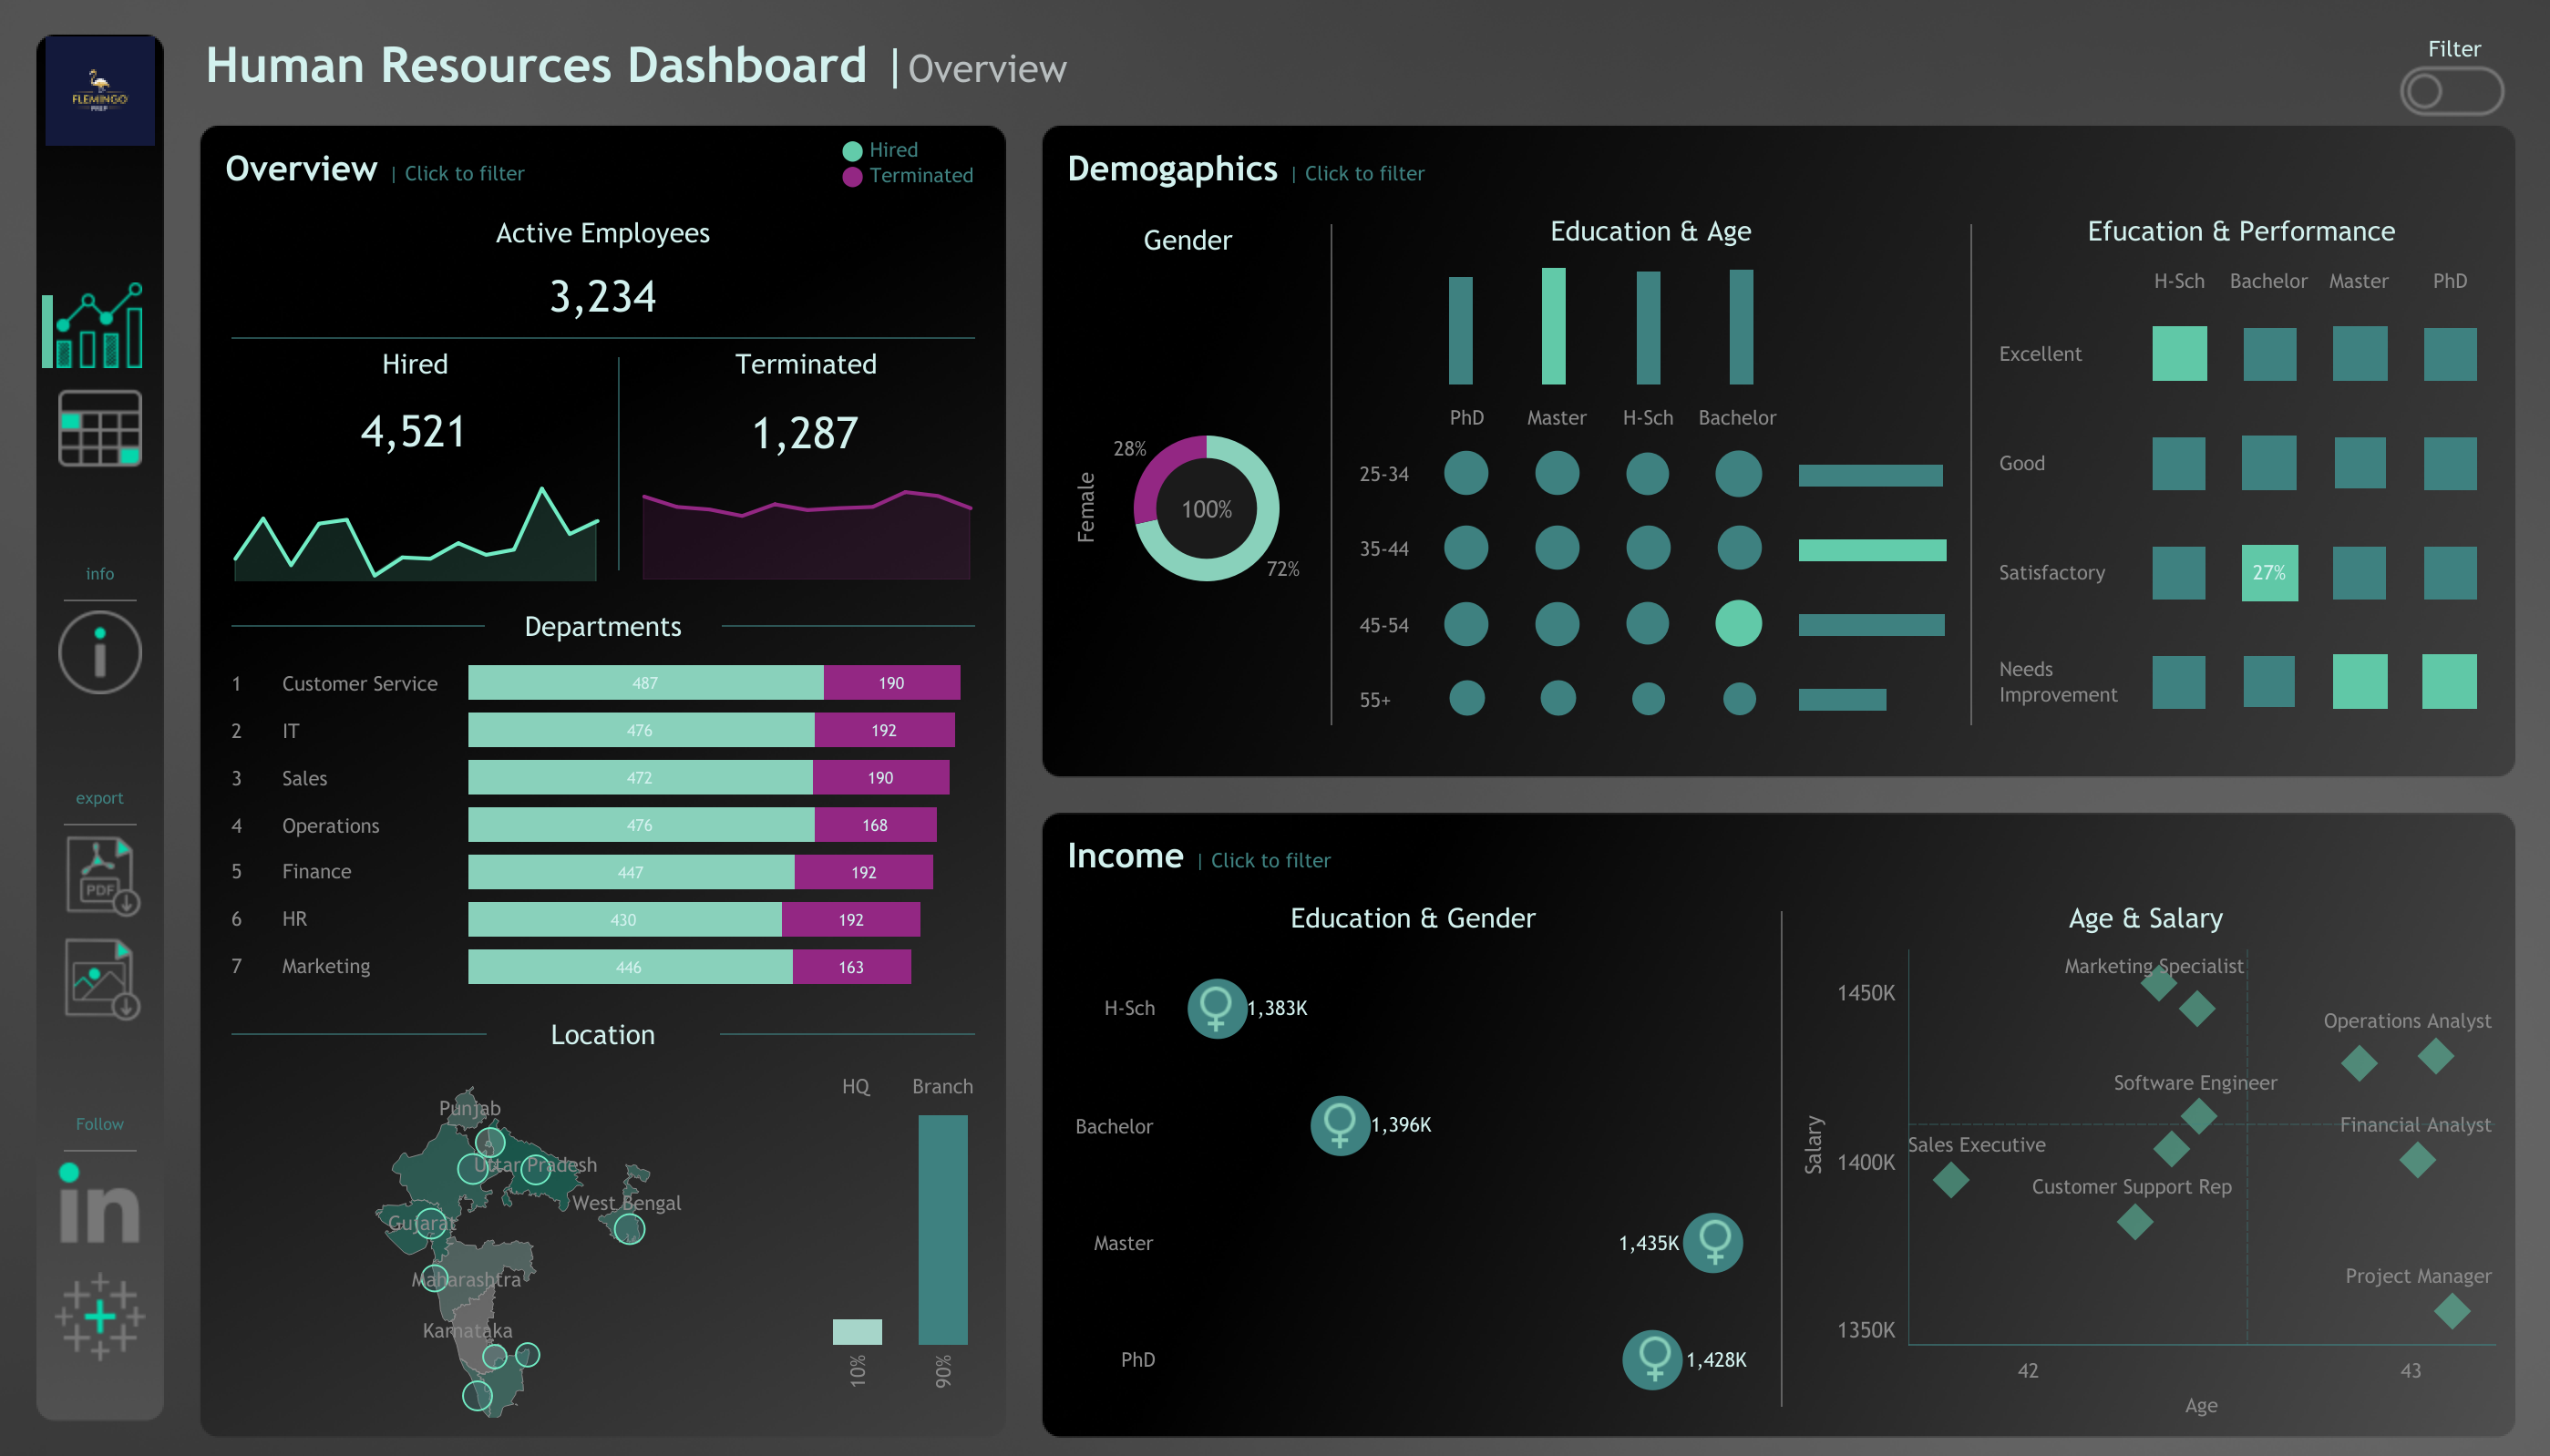 FLEMINGO
PREP
Human Resources Dashboard | Overview
Filter
info
export
PDF
Follow
in
Overview | Click to filter
Hired
Terminated
Active Employees
3,234
Hired
4,521
Terminated
1,287
Departments
1 Customer Service 487 190
2 IT 476 192
3 Sales 472 190
4 Operations 476 168
5 Finance 447 192
6 HR 430 192
7 Marketing 446 163
Location
Punjab
Uttar Pradesh
West Bengal
Gujarat
Maharashtra
Karnataka
HQ Branch
10% 90%
Demogaphics | Click to filter
Gender
Female
28%
100%
72%
Education & Age
PhD Master H-Sch Bachelor
25-34
35-44
45-54
55+
Efucation & Performance
H-Sch Bachelor Master PhD
Excellent
Good
Satisfactory 27%
Needs
Improvement
Income | Click to filter
Education & Gender
H-Sch 1,383K
Bachelor 1,396K
Master 1,435K
PhD 1,428K
Age & Salary
Salary
1450K
1400K
1350K
Marketing Specialist
Operations Analyst
Software Engineer
Financial Analyst
Sales Executive
Customer Support Rep
Project Manager
42 43
Age